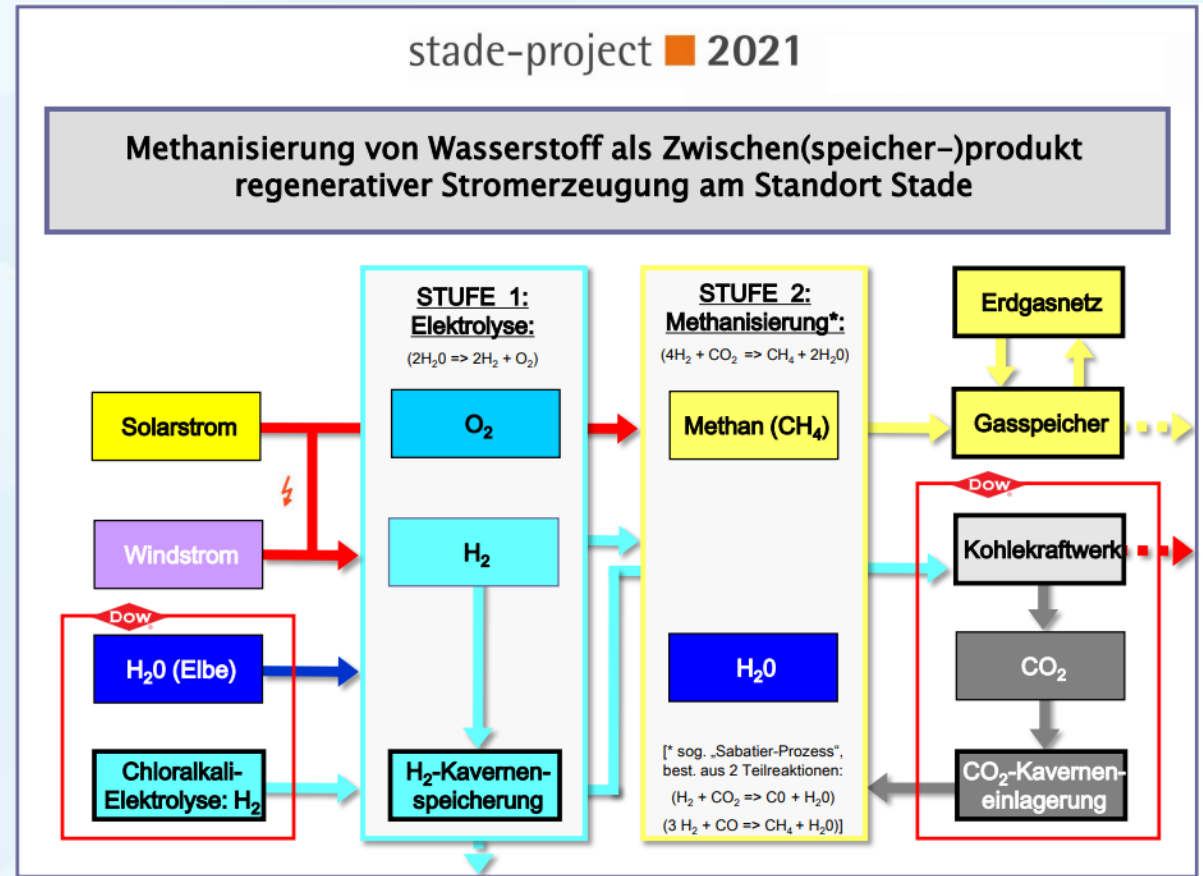 stade-project 2021
Methanisierung von Wasserstoff als Zwischen(speicher-)produkt
regenerativer Stromerzeugung am Standort Stade
STUFE 1:
Elektrolyse:
(2H₂0 => 2H₂ + O₂)
STUFE 2:
Methanisierung*:
(4H₂ + CO₂ => CH₄ + 2H₂0)
Erdgasnetz
Solarstrom
O₂
Methan (CH₄)
Gasspeicher
Dow
Windstrom
H₂
Kohlekraftwerk
Dow
H₂0 (Elbe)
H₂0
CO₂
Chloralkali-
Elektrolyse: H₂
H₂-Kavernen-
speicherung
[* sog. „Sabatier-Prozess“,
best. aus 2 Teilreaktionen:
(H₂ + CO₂ => C0 + H₂0)
(3 H₂ + CO => CH₄ + H₂0)]
CO₂-Kavernen-
einlagerung